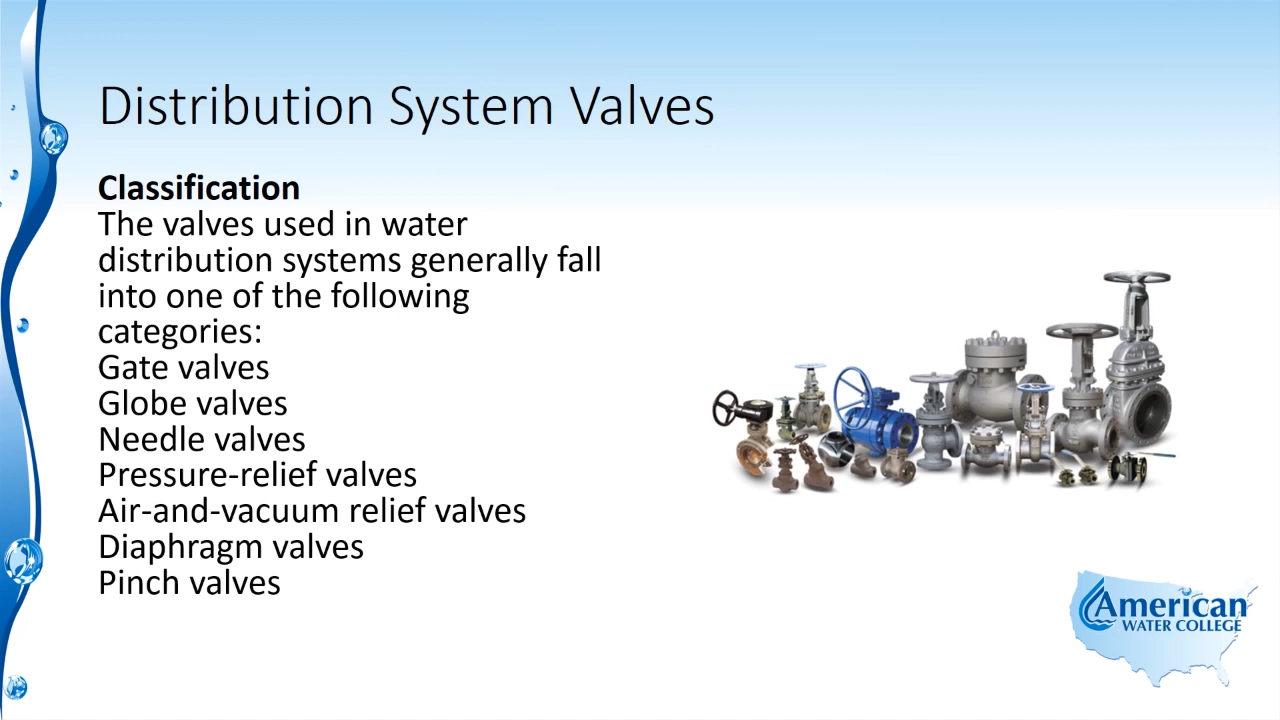 Distribution System Valves
Classification
The valves used in water
distribution systems generally fall
into one of the following
categories:
Gate valves
Globe valves
Needle valves
Pressure-relief valves
Air-and-vacuum relief valves
Diaphragm valves
Pinch valves
American
WATER COLLEGE